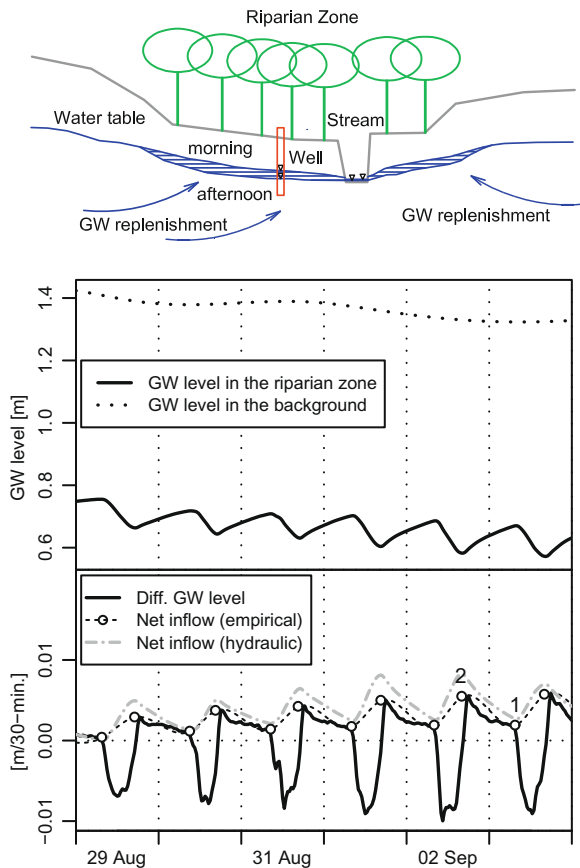 Riparian Zone
Water table
Stream
morning
Well
afternoon
GW replenishment
GW replenishment
GW level [m]
1.4
1.2
1.0
0.8
0.6
GW level in the riparian zone
GW level in the background
[m/30−min.]
0.01
0.00
−0.01
Diff. GW level
Net inflow (empirical)
Net inflow (hydraulic)
2
1
29 Aug
31 Aug
02 Sep